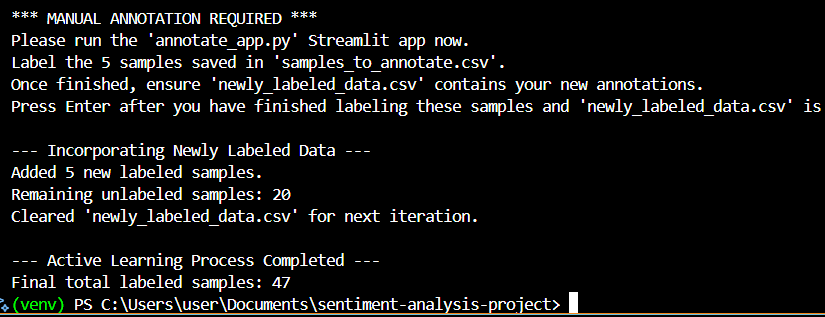 *** MANUAL ANNOTATION REQUIRED ***
Please run the 'annotate_app.py' Streamlit app now.
Label the 5 samples saved in 'samples_to_annotate.csv'.
Once finished, ensure 'newly_labeled_data.csv' contains your new annotations.
Press Enter after you have finished labeling these samples and 'newly_labeled_data.csv' is
--- Incorporating Newly Labeled Data ---
Added 5 new labeled samples.
Remaining unlabeled samples: 20
Cleared 'newly_labeled_data.csv' for next iteration.
--- Active Learning Process Completed ---
Final total labeled samples: 47
(venv) PS C:\Users\user\Documents\sentiment-analysis-project>